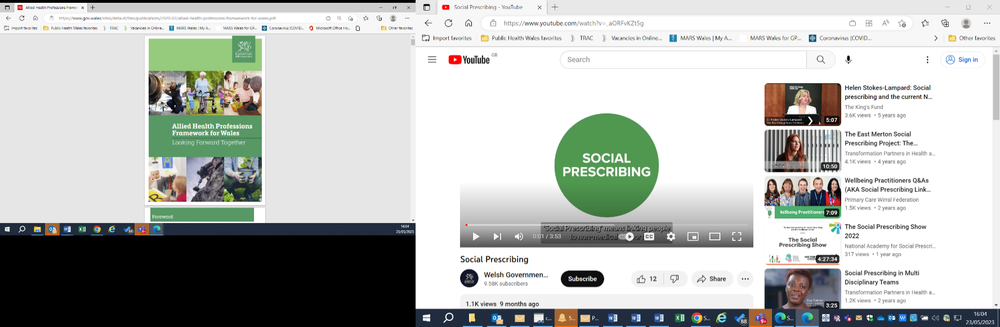 Allied Health Professions Frame
https://www.gov.wales/sites/default/files/publications/2020-02/allied-health-professions-framwework-for-wales.pdf
Import favorites
Public Health Wales favorites
TRAC
Vacancies in Online...
MARS Wales | My A...
MARS Wales for GP...
Coronavirus (COVID...
Microsoft Office Ho...
Other favorites
Allied Health Professions
Framework for Wales
Looking Forward Together
Foreword
88
9+
16:04
23/05/2023
Social Prescribing - YouTube
https://www.youtube.com/watch?v=_aORFvKZt5g
Import favorites
Public Health Wales favorites
TRAC
Vacancies in Online...
MARS Wales | My A...
MARS Wales for GP...
Coronavirus (COVID...
Other favorites
YouTube GB
Search
Sign in
SOCIAL
PRESCRIBING
'Social Prescribing' means linking people
to non-medical support
0:01 / 3:53
CC
Social Prescribing
Welsh Governmen...
9.58K subscribers
Subscribe
12
Share
1.1K views 9 months ago
5:07
Helen Stokes-Lampard: Social
prescribing and the current N...
The King's Fund
3.6K views • 5 years ago
10:50
The East Merton Social
Prescribing Project: The...
Transformation Partners in Health a...
4.1K views • 4 years ago
Wellbeing Practitioners
7:09
Wellbeing Practitioners Q&As
(AKA Social Prescribing Link...
Primary Care Wirral Federation
1.5K views • 2 years ago
The Social
Prescribing Show
4:27:34
The Social Prescribing Show
2022
National Academy for Social Prescri...
317 views • 1 year ago
Gay Palmer
3:25
Social Prescribing in Multi
Disciplinary Teams
Transformation Partners in Health a...
1.2K views • 2 years ago
c...
5...
P...
S...
88
9+
S...
16:04
23/05/2023